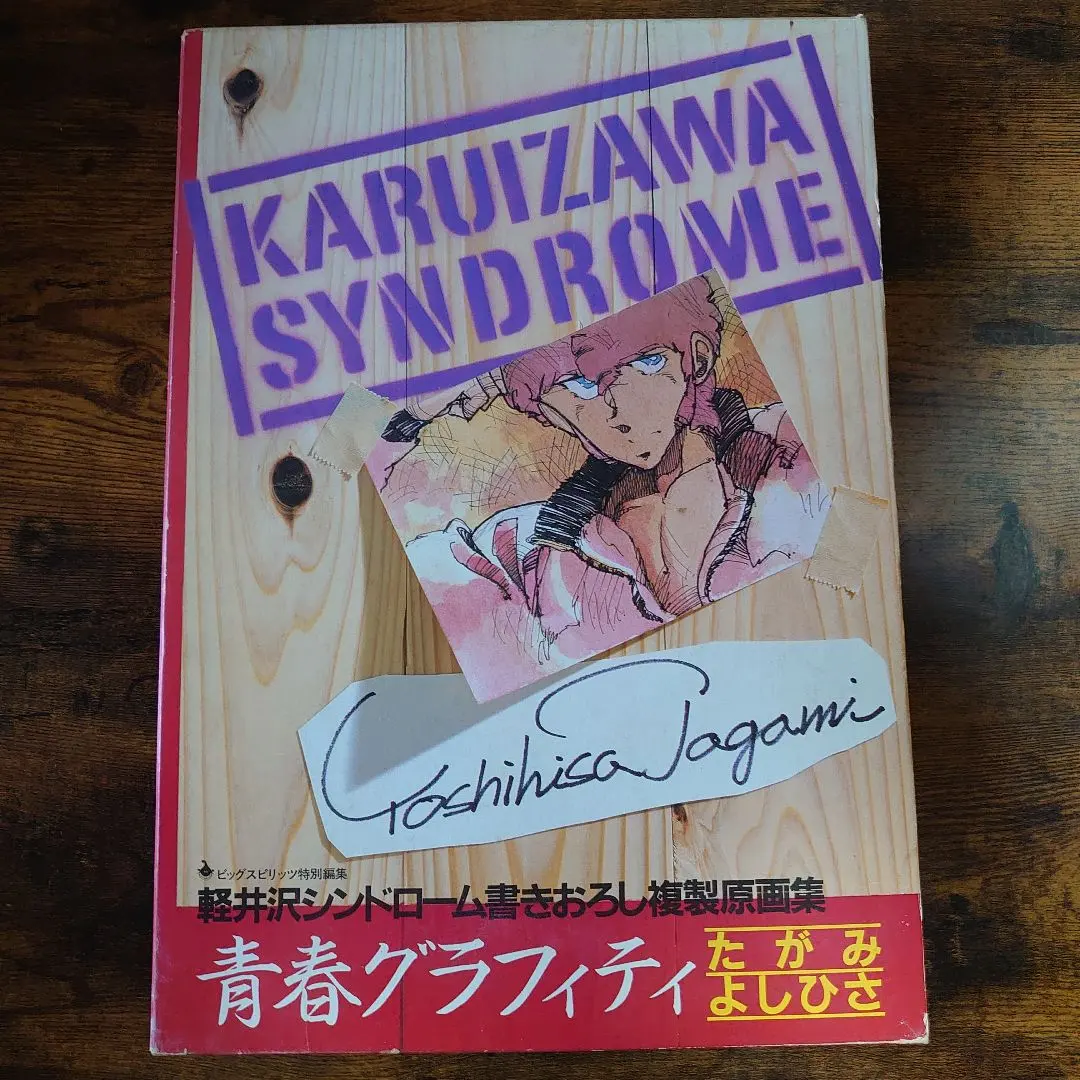 KARUIZAWA
SYNDROME
Yoshihisa Tagami
ビッグスピリッツ特別編集
軽井沢シンドローム書きおろし複製原画集
青春グラフィティ
たがみ
よしひさ